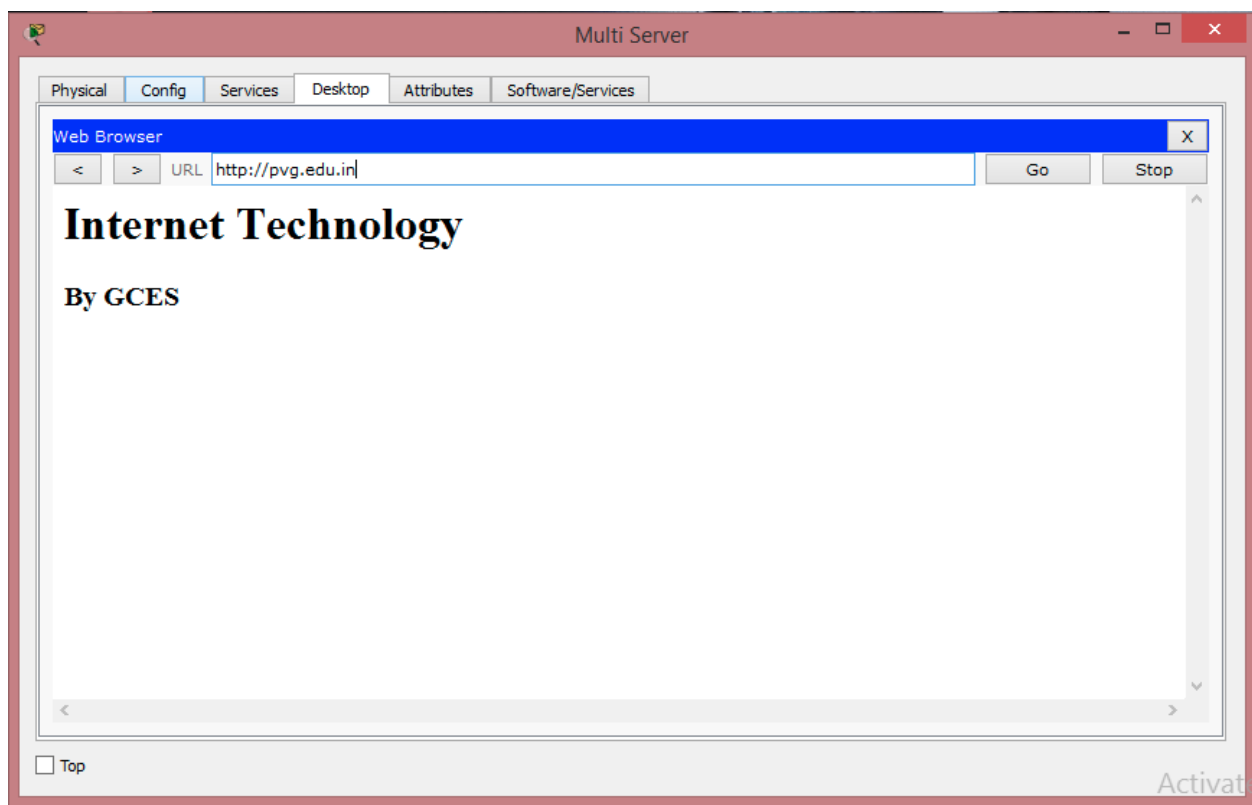 Multi Server
Physical Config Services Desktop Attributes Software/Services
Web Browser X
< > URL http://pvg.edu.in Go Stop
Internet Technology
By GCES
Top
Activat